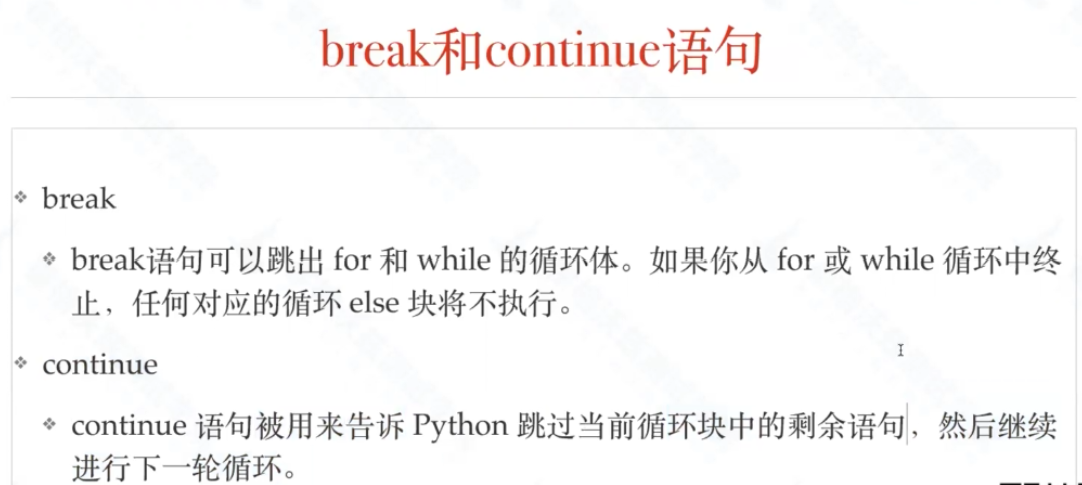 break和continue语句
break
break语句可以跳出 for 和 while 的循环体。如果你从 for 或 while 循环中终
止，任何对应的循环 else 块将不执行。
continue
continue 语句被用来告诉 Python 跳过当前循环块中的剩余语句，然后继续
进行下一轮循环。